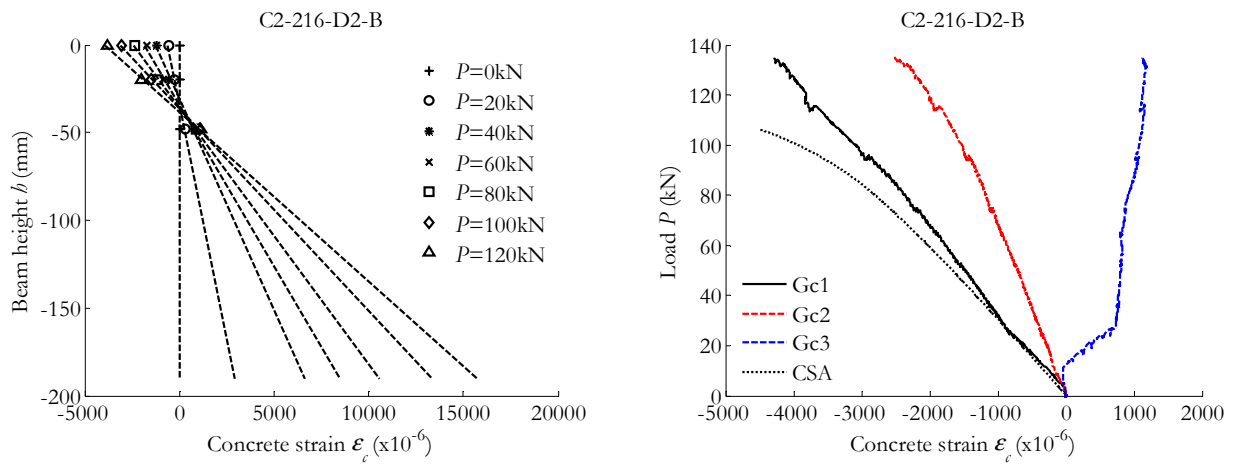 C2-216-D2-B
0
-50
-100
-150
-200
Beam height h (mm)
-5000 0 5000 10000 15000 20000
Concrete strain εc (x10-6)
P=0kN
P=20kN
P=40kN
P=60kN
P=80kN
P=100kN
P=120kN
C2-216-D2-B
140
120
100
80
60
40
20
0
Load P (kN)
-5000 -4000 -3000 -2000 -1000 0 1000 2000
Concrete strain εc (x10-6)
Gc1
Gc2
Gc3
CSA